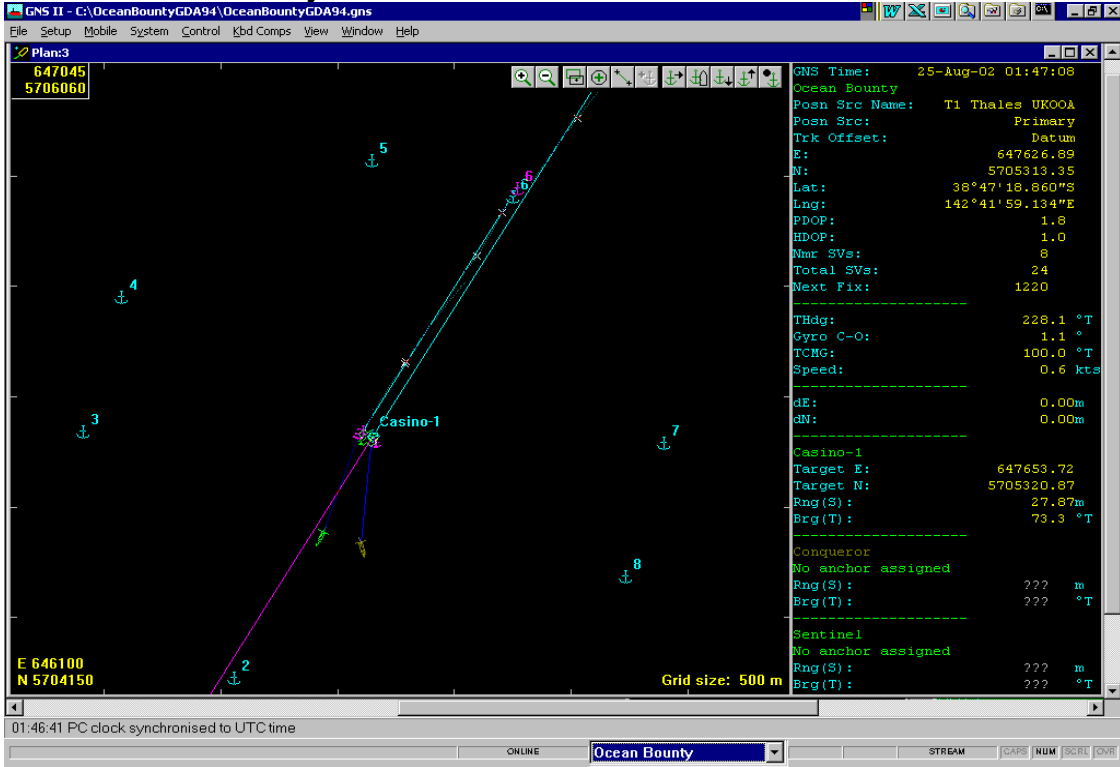 GNS II - C:\OceanBountyGDA94\OceanBountyGDA94.gns
File Setup Mobile System Control Kbd Comps View Window Help
Plan:3
647045
5706060
5
6
6
4
3
Casino-1
7
8
2
E 646100
N 5704150
Grid size: 500 m
GNS Time: 25-Aug-02 01:47:08
Ocean Bounty
Posn Src Name: T1 Thales UKOOA
Posn Src: Primary
Trk Offset: Datum
E: 647626.89
N: 5705313.35
Lat: 38°47'18.860"S
Lng: 142°41'59.134"E
PDOP: 1.8
HDOP: 1.0
Nmr SVs: 8
Total SVs: 24
Next Fix: 1220
--------------------
THdg: 228.1 °T
Gyro C-O: 1.1 °
TCMG: 100.0 °T
Speed: 0.6 kts
--------------------
dE: 0.00m
dN: 0.00m
--------------------
Casino-1
Target E: 647653.72
Target N: 5705320.87
Rng(S): 27.87m
Brg(T): 73.3 °T
--------------------
Conqueror
No anchor assigned
Rng(S): ??? m
Brg(T): ??? °T
--------------------
Sentinel
No anchor assigned
Rng(S): ??? m
Brg(T): ??? °T
01:46:41 PC clock synchronised to UTC time
ONLINE Ocean Bounty STREAM CAPS NUM SCRL OVR